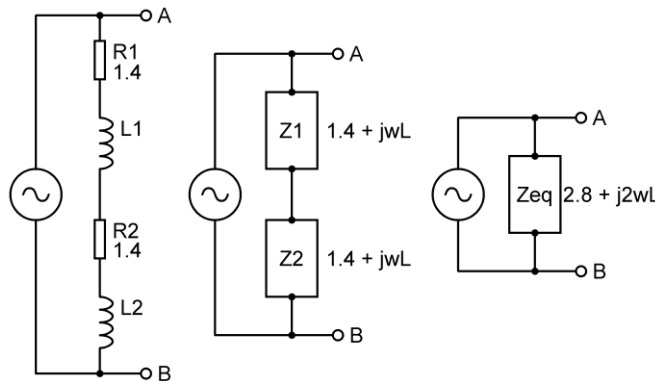 A
R1
1.4
L1
R2
1.4
L2
B
A
Z1
1.4 + jwL
Z2
1.4 + jwL
B
A
Zeq
2.8 + j2wL
B